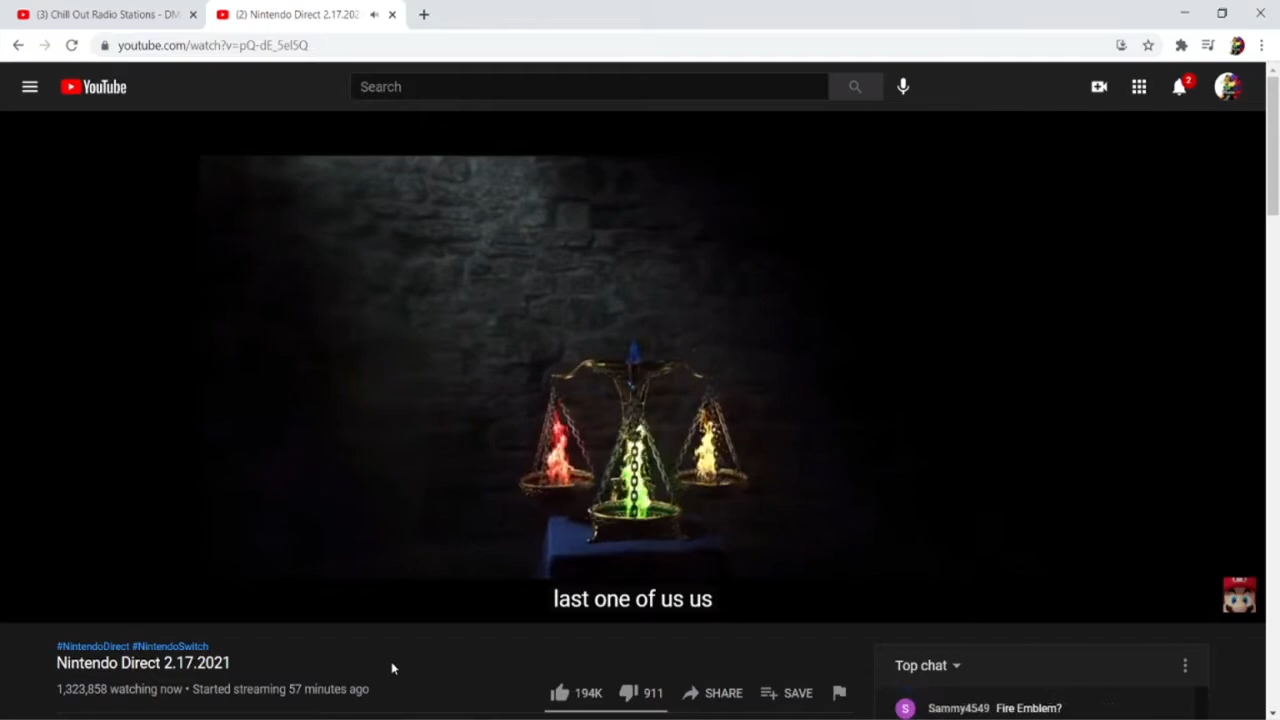 (3) Chill Out Radio Stations - DM
(2) Nintendo Direct 2.17.202
youtube.com/watch?v=pQ-dE_5eI5Q
YouTube
Search
2
last one of us us
#NintendoDirect #NintendoSwitch
Nintendo Direct 2.17.2021
1,323,858 watching now • Started streaming 57 minutes ago
194K 911 SHARE SAVE
Top chat
S Sammy4549 Fire Emblem?